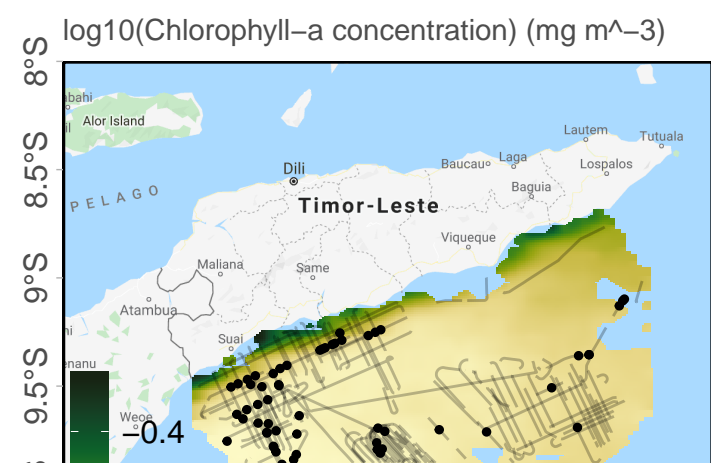 log10(Chlorophyll−a concentration) (mg m^−3)
8°S
Lautem
Tutuala
Alor Island
Baucau
Laga
Lospalos
Dili
8.5°S
PELAGO
Baguia
Timor-Leste
Viqueque
Maliana
Same
9°S
Atambua
Suai
9.5°S
Weoe
−0.4